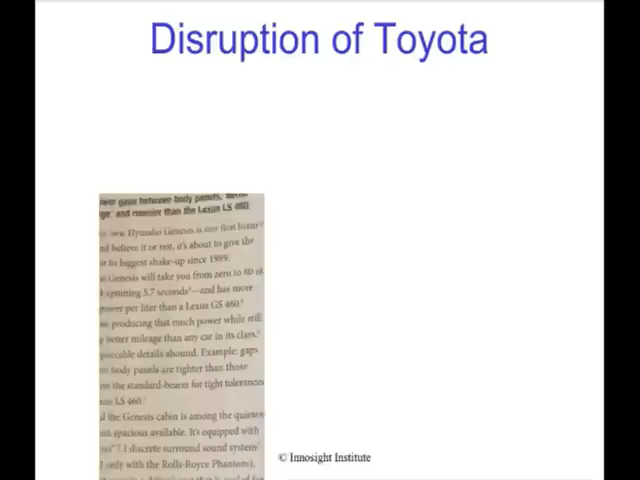 Disruption of Toyota
ower gaps between body panels,
and roomier than the Lexus LS 460
new Hyundai Genesis is our first luxury
nd believe it or not, it's about to give the
its biggest shake-up since 1989.
Genesis will take you from zero to 60 in
spinning 5.7 seconds—and has more
power per liter than a Lexus GS 460.
producing that much power while still
better mileage than any car in its class.
peccable details abound. Example: gaps
body panels are tighter than those
the standard-bearer for tight tolerances
LS 460.
d the Genesis cabin is among the quietest
spacious available. It's equipped with
7.1 discrete surround sound system
only with the Rolls-Royce Phantom),
© Innosight Institute